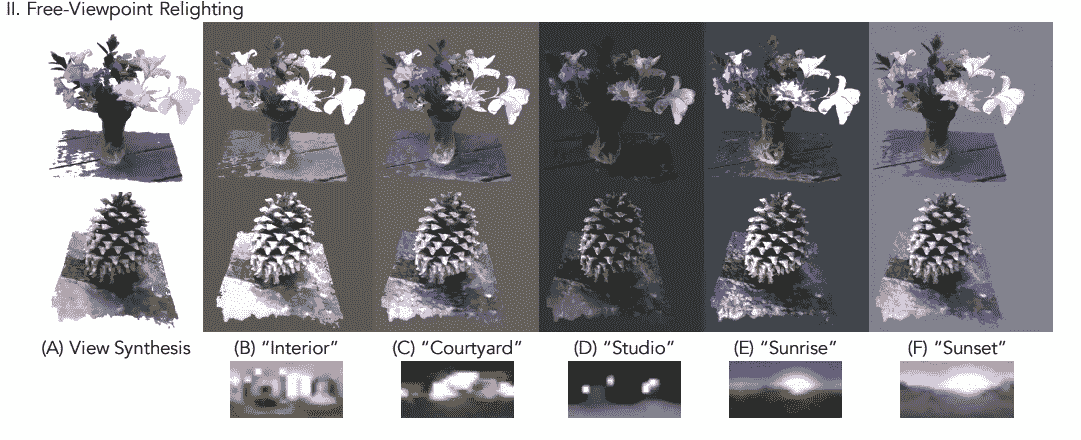 II. Free-Viewpoint Relighting
(A) View Synthesis (B) “Interior” (C) “Courtyard” (D) “Studio” (E) “Sunrise” (F) “Sunset”